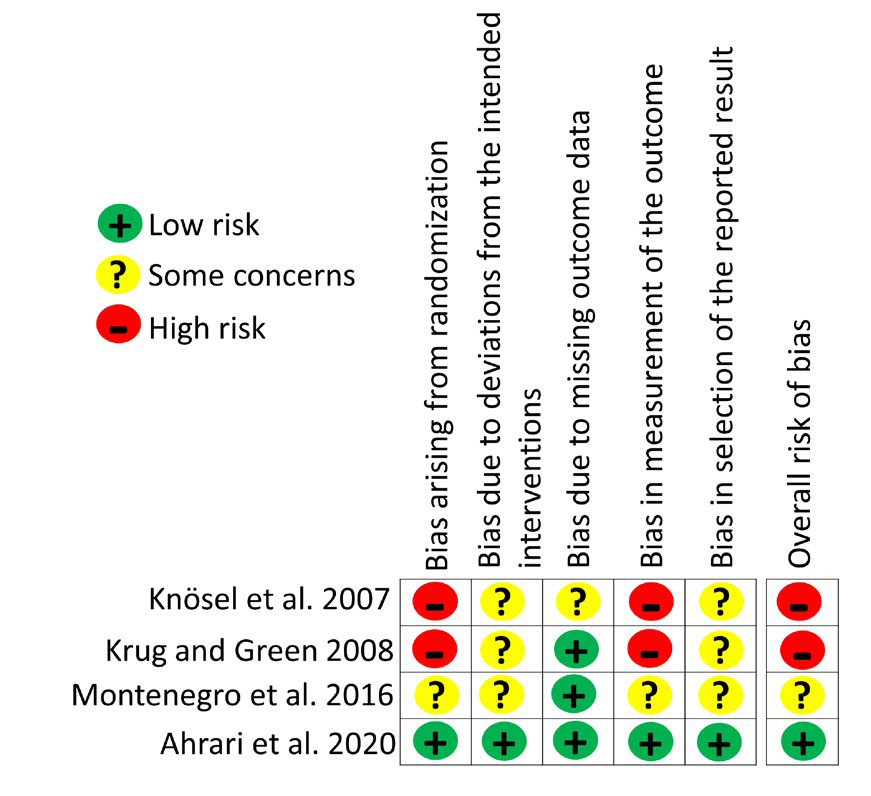 + Low risk
? Some concerns
- High risk
Bias arising from randomization
Bias due to deviations from the intended
interventions
Bias due to missing outcome data
Bias in measurement of the outcome
Bias in selection of the reported result
Overall risk of bias
Knösel et al. 2007 - ? ? - ? -
Krug and Green 2008 - ? + - ? -
Montenegro et al. 2016 ? ? + ? ? ?
Ahrari et al. 2020 + + + + + +